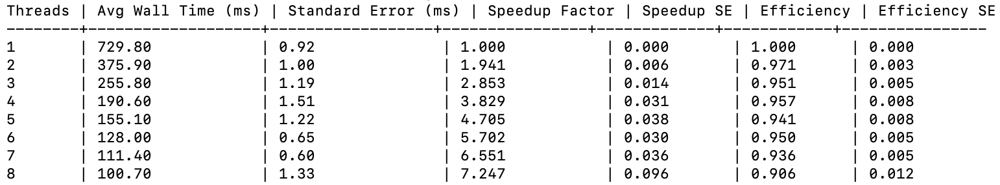 Threads | Avg Wall Time (ms) | Standard Error (ms) | Speedup Factor | Speedup SE | Efficiency | Efficiency SE
--------+--------------------+-------------------+-----------------+--------------+-------------+-----------------
1 | 729.80 | 0.92 | 1.000 | 0.000 | 1.000 | 0.000
2 | 375.90 | 1.00 | 1.941 | 0.006 | 0.971 | 0.003
3 | 255.80 | 1.19 | 2.853 | 0.014 | 0.951 | 0.005
4 | 190.60 | 1.51 | 3.829 | 0.031 | 0.957 | 0.008
5 | 155.10 | 1.22 | 4.705 | 0.038 | 0.941 | 0.008
6 | 128.00 | 0.65 | 5.702 | 0.030 | 0.950 | 0.005
7 | 111.40 | 0.60 | 6.551 | 0.036 | 0.936 | 0.005
8 | 100.70 | 1.33 | 7.247 | 0.096 | 0.906 | 0.012